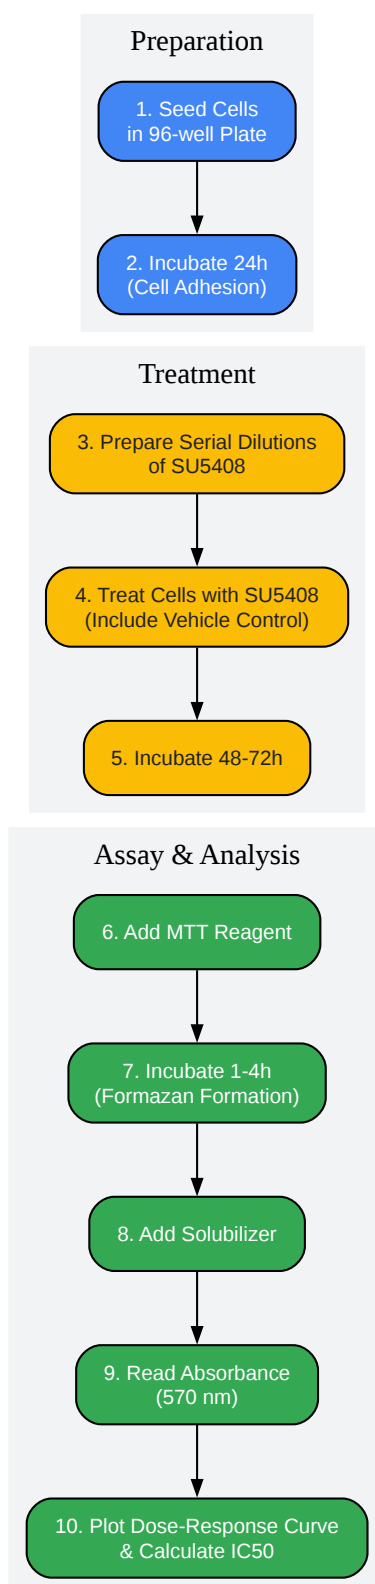 Preparation
1. Seed Cells
in 96-well Plate
2. Incubate 24h
(Cell Adhesion)
Treatment
3. Prepare Serial Dilutions
of SU5408
4. Treat Cells with SU5408
(Include Vehicle Control)
5. Incubate 48-72h
Assay & Analysis
6. Add MTT Reagent
7. Incubate 1-4h
(Formazan Formation)
8. Add Solubilizer
9. Read Absorbance
(570 nm)
10. Plot Dose-Response Curve
& Calculate IC50